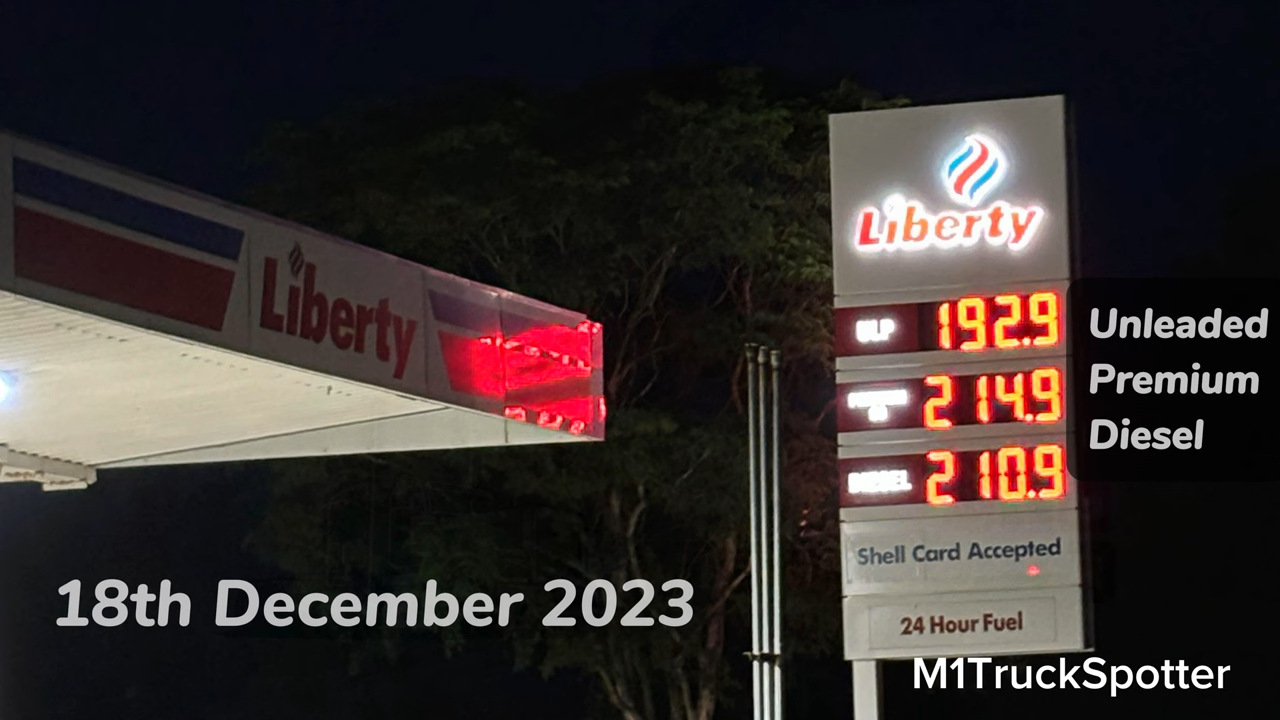 Liberty
Liberty
ULP 192.9 Unleaded
214.9 Premium
DIESEL 210.9 Diesel
Shell Card Accepted
24 Hour Fuel
18th December 2023
M1TruckSpotter